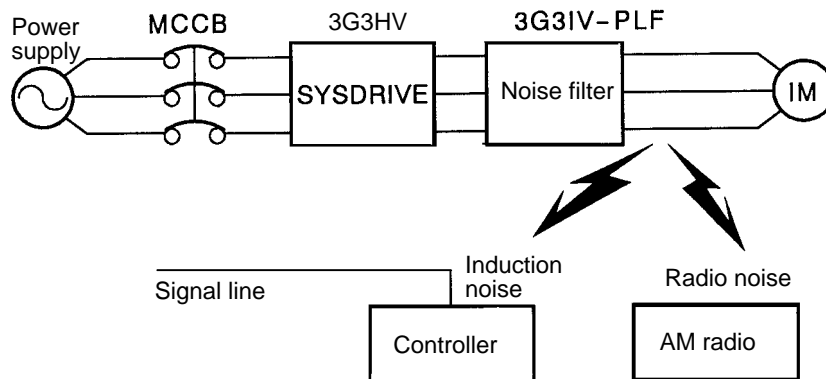 Power
supply
MCCB
3G3HV
3G3IV-PLF
SYSDRIVE
Noise filter
IM
Induction
noise
Radio noise
Signal line
Controller
AM radio